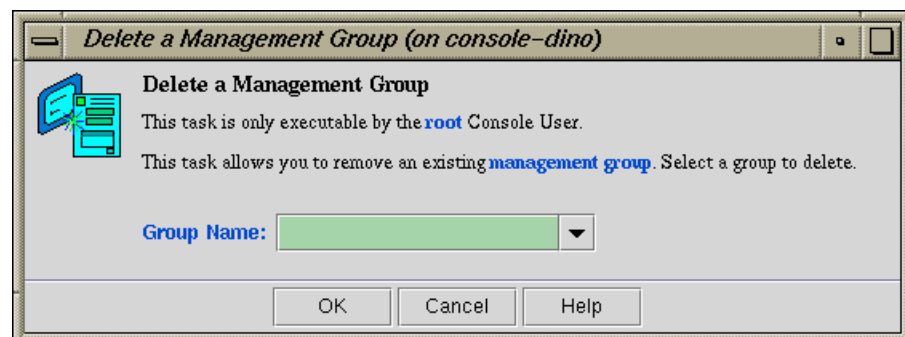 Delete a Management Group (on console-dino)
Delete a Management Group
This task is only executable by the root Console User.
This task allows you to remove an existing management group. Select a group to delete.
Group Name:
OK Cancel Help